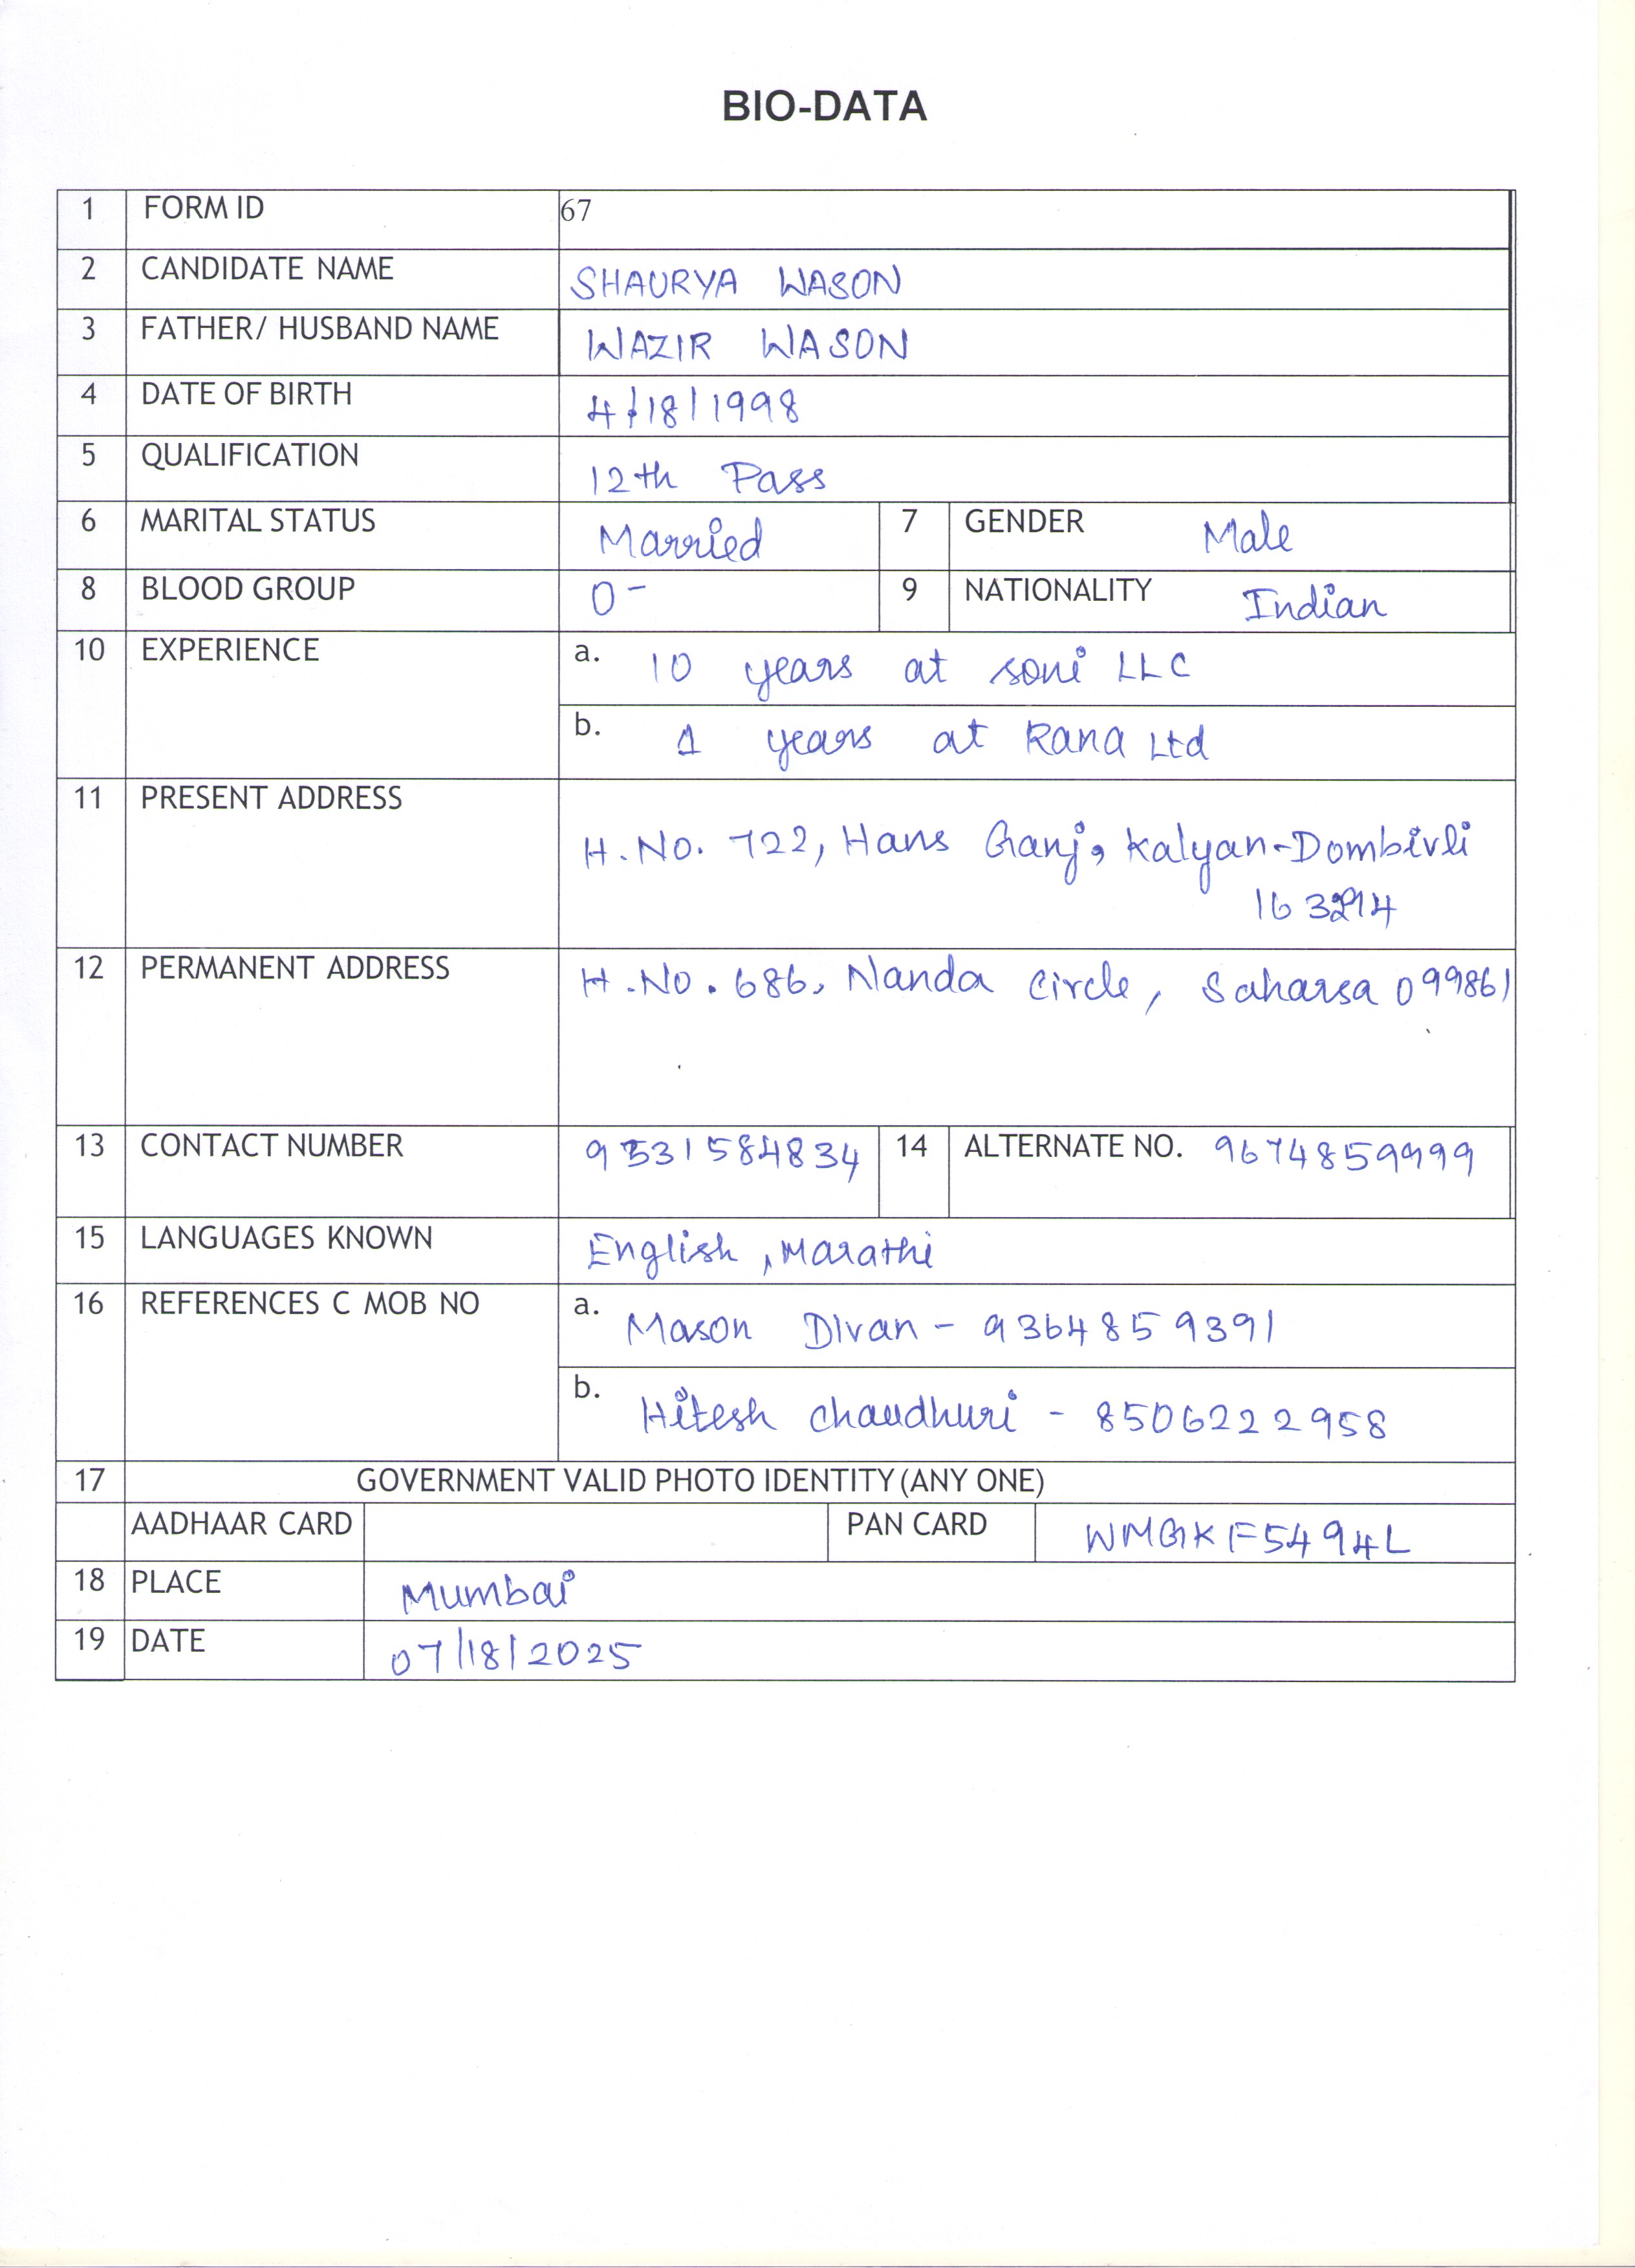 BIO-DATA
1 FORM ID 67
2 CANDIDATE NAME SHAURYA WASON
3 FATHER/ HUSBAND NAME WAZIR WASON
4 DATE OF BIRTH 4/18/1998
5 QUALIFICATION 12th Pass
6 MARITAL STATUS Married 7 GENDER Male
8 BLOOD GROUP O- 9 NATIONALITY Indian
10 EXPERIENCE a. 10 years at soni LLC
b. 1 years at Rana Ltd
11 PRESENT ADDRESS
H.No. 722, Hans Ganj, Kalyan-Dombivli
12 PERMANENT ADDRESS H.No. 686, Nanda Circle, Saharsa 099861
13 CONTACT NUMBER 9531584834 14 ALTERNATE NO. 9674859999
15 LANGUAGES KNOWN English, Marathi
16 REFERENCES C MOB NO a. Mason Divan - 9364859391
b. Hitesh chaudhuri - 8506222958
17 GOVERNMENT VALID PHOTO IDENTITY (ANY ONE)
AADHAAR CARD PAN CARD WMGKF5494L
18 PLACE Mumbai
19 DATE 07/18/2025